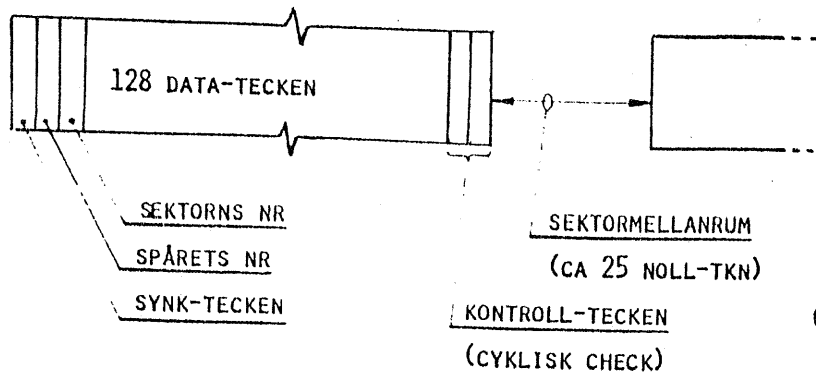 128 DATA-TECKEN
SEKTORNS NR
SPÅRETS NR
SYNK-TECKEN
SEKTORMELLANRUM
(CA 25 NOLL-TKN)
KONTROLL-TECKEN
(CYKLISK CHECK)
(